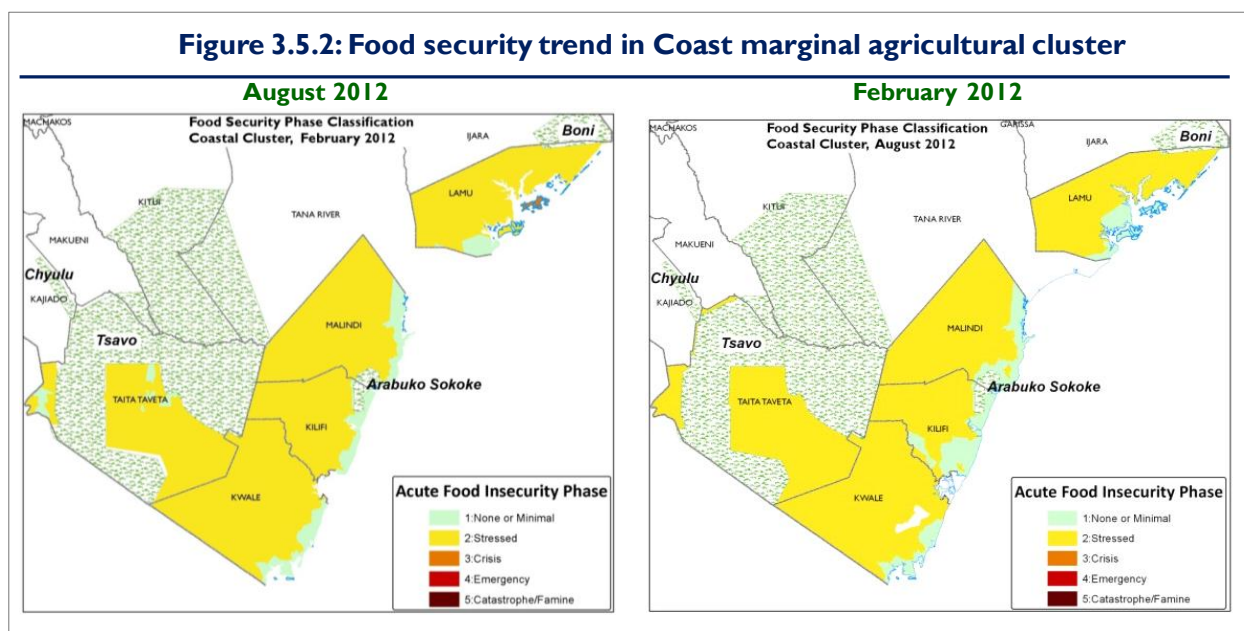 Figure 3.5.2: Food security trend in Coast marginal agricultural cluster
August 2012
MACHAKOS
Food Security Phase Classification
Coastal Cluster, February 2012
IJARA
Boni
LAMU
KITUI
TANA RIVER
MAKUENI
Chyulu
KAJIADO
MALINDI
Tsavo
Arabuko Sokoke
TAITA TAVETA
KILIFI
KWALE
Acute Food Insecurity Phase
1:None or Minimal
2:Stressed
3:Crisis
4:Emergency
5:Catastrophe/Famine
February 2012
MACHAKOS
Food Security Phase Classification
Coastal Cluster, August 2012
GARISSA
IJARA
Boni
LAMU
KITUI
TANA RIVER
MAKUENI
Chyulu
KAJIADO
MALINDI
Tsavo
Arabuko Sokoke
TAITA TAVETA
KILIFI
KWALE
Acute Food Insecurity Phase
1:None or Minimal
2:Stressed
3:Crisis
4:Emergency
5:Catastrophe/Famine